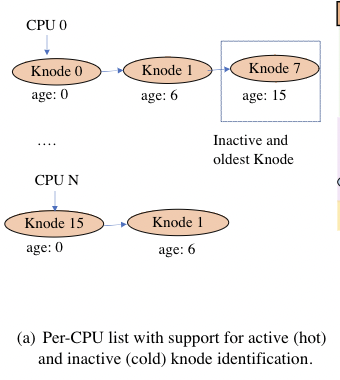 CPU 0
Knode 0
Knode 1
Knode 7
age: 0
age: 6
age: 15
....
Inactive and
oldest Knode
CPU N
Knode 15
Knode 1
age: 0
age: 6
(a) Per-CPU list with support for active (hot)
and inactive (cold) knode identification.